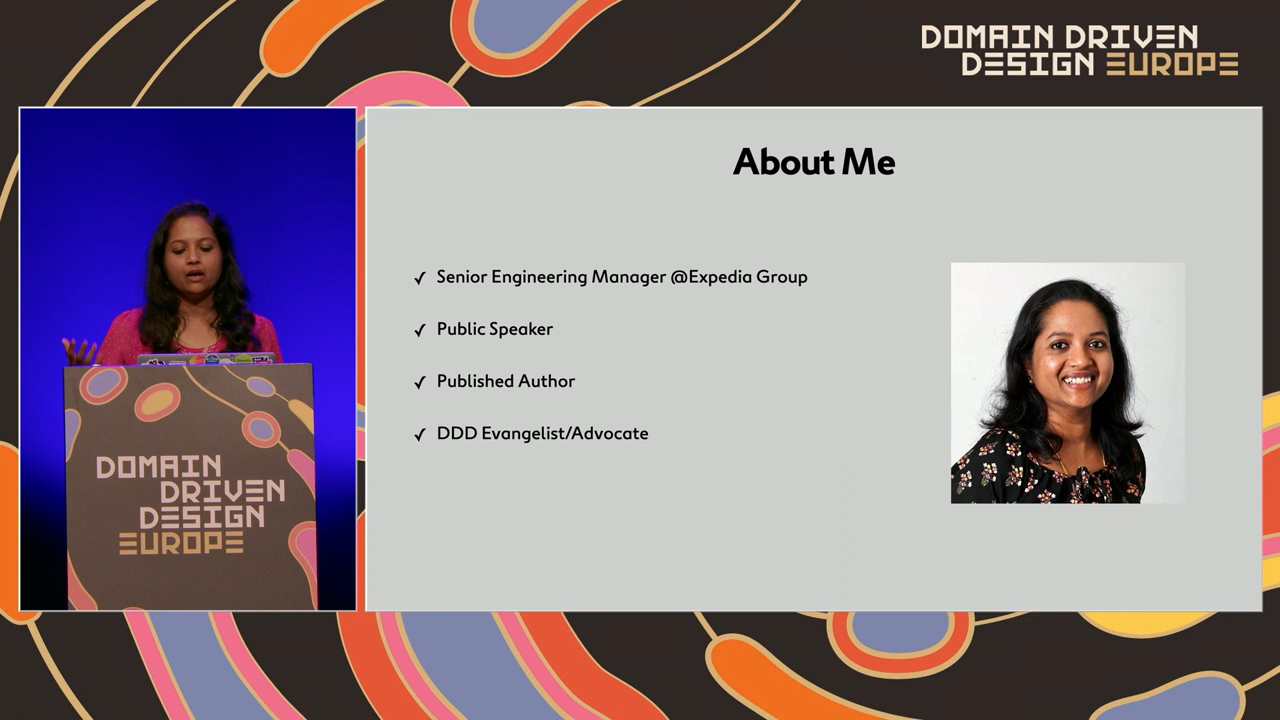 DOMAIN DRIVEN
DESIGN EUROPE
About Me
✓ Senior Engineering Manager @Expedia Group
✓ Public Speaker
✓ Published Author
✓ DDD Evangelist/Advocate
DOMAIN
DRIVEN
DESIGN
EUROPE